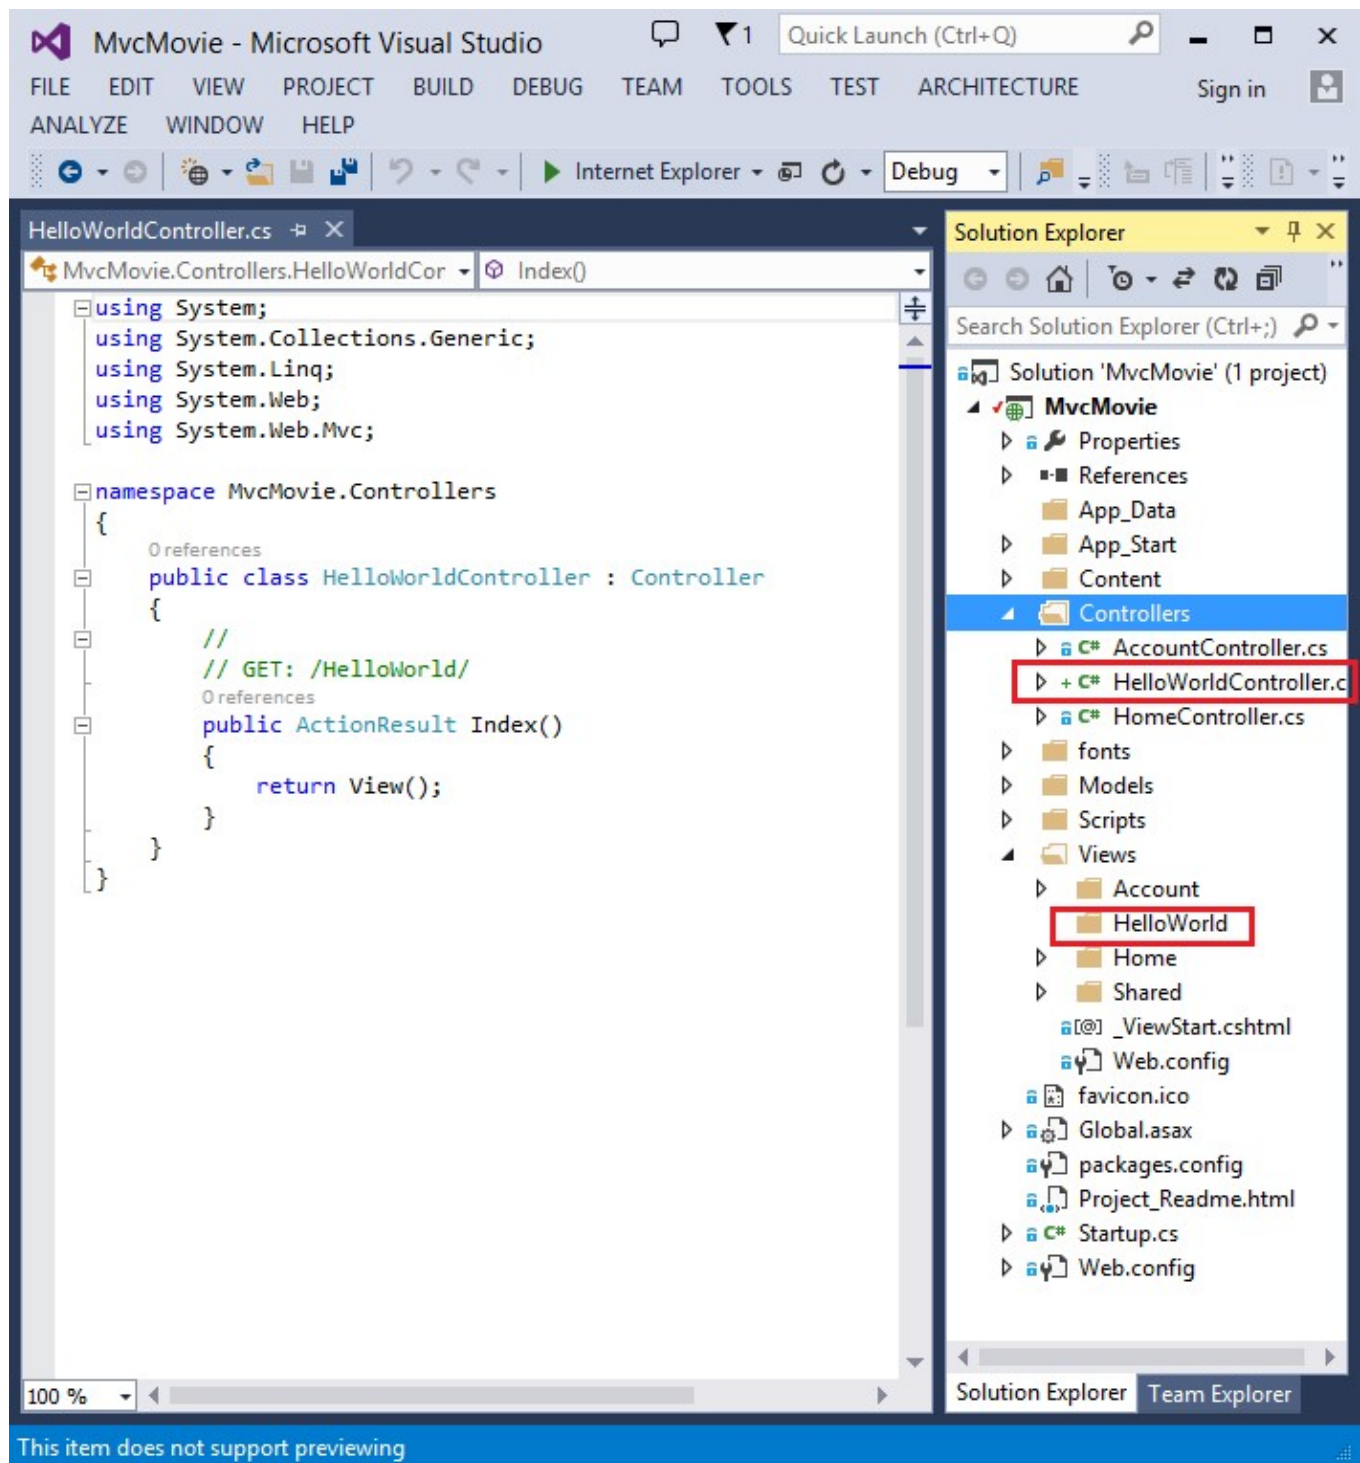 MvcMovie - Microsoft Visual Studio
1
Quick Launch (Ctrl+Q)
FILE EDIT VIEW PROJECT BUILD DEBUG TEAM TOOLS TEST ARCHITECTURE
Sign in
ANALYZE WINDOW HELP
Internet Explorer
Debug
HelloWorldController.cs
MvcMovie.Controllers.HelloWorldCor
Index()
using System;
using System.Collections.Generic;
using System.Linq;
using System.Web;
using System.Web.Mvc;
namespace MvcMovie.Controllers
{
0 references
public class HelloWorldController : Controller
{
//
// GET: /HelloWorld/
0 references
public ActionResult Index()
{
return View();
}
}
}
100 %
Solution Explorer
Search Solution Explorer (Ctrl+;)
Solution 'MvcMovie' (1 project)
MvcMovie
Properties
References
App_Data
App_Start
Content
Controllers
C# AccountController.cs
+ C# HelloWorldController.c
C# HomeController.cs
fonts
Models
Scripts
Views
Account
HelloWorld
Home
Shared
[@] _ViewStart.cshtml
Web.config
favicon.ico
Global.asax
packages.config
Project_Readme.html
C# Startup.cs
Web.config
Solution Explorer Team Explorer
This item does not support previewing